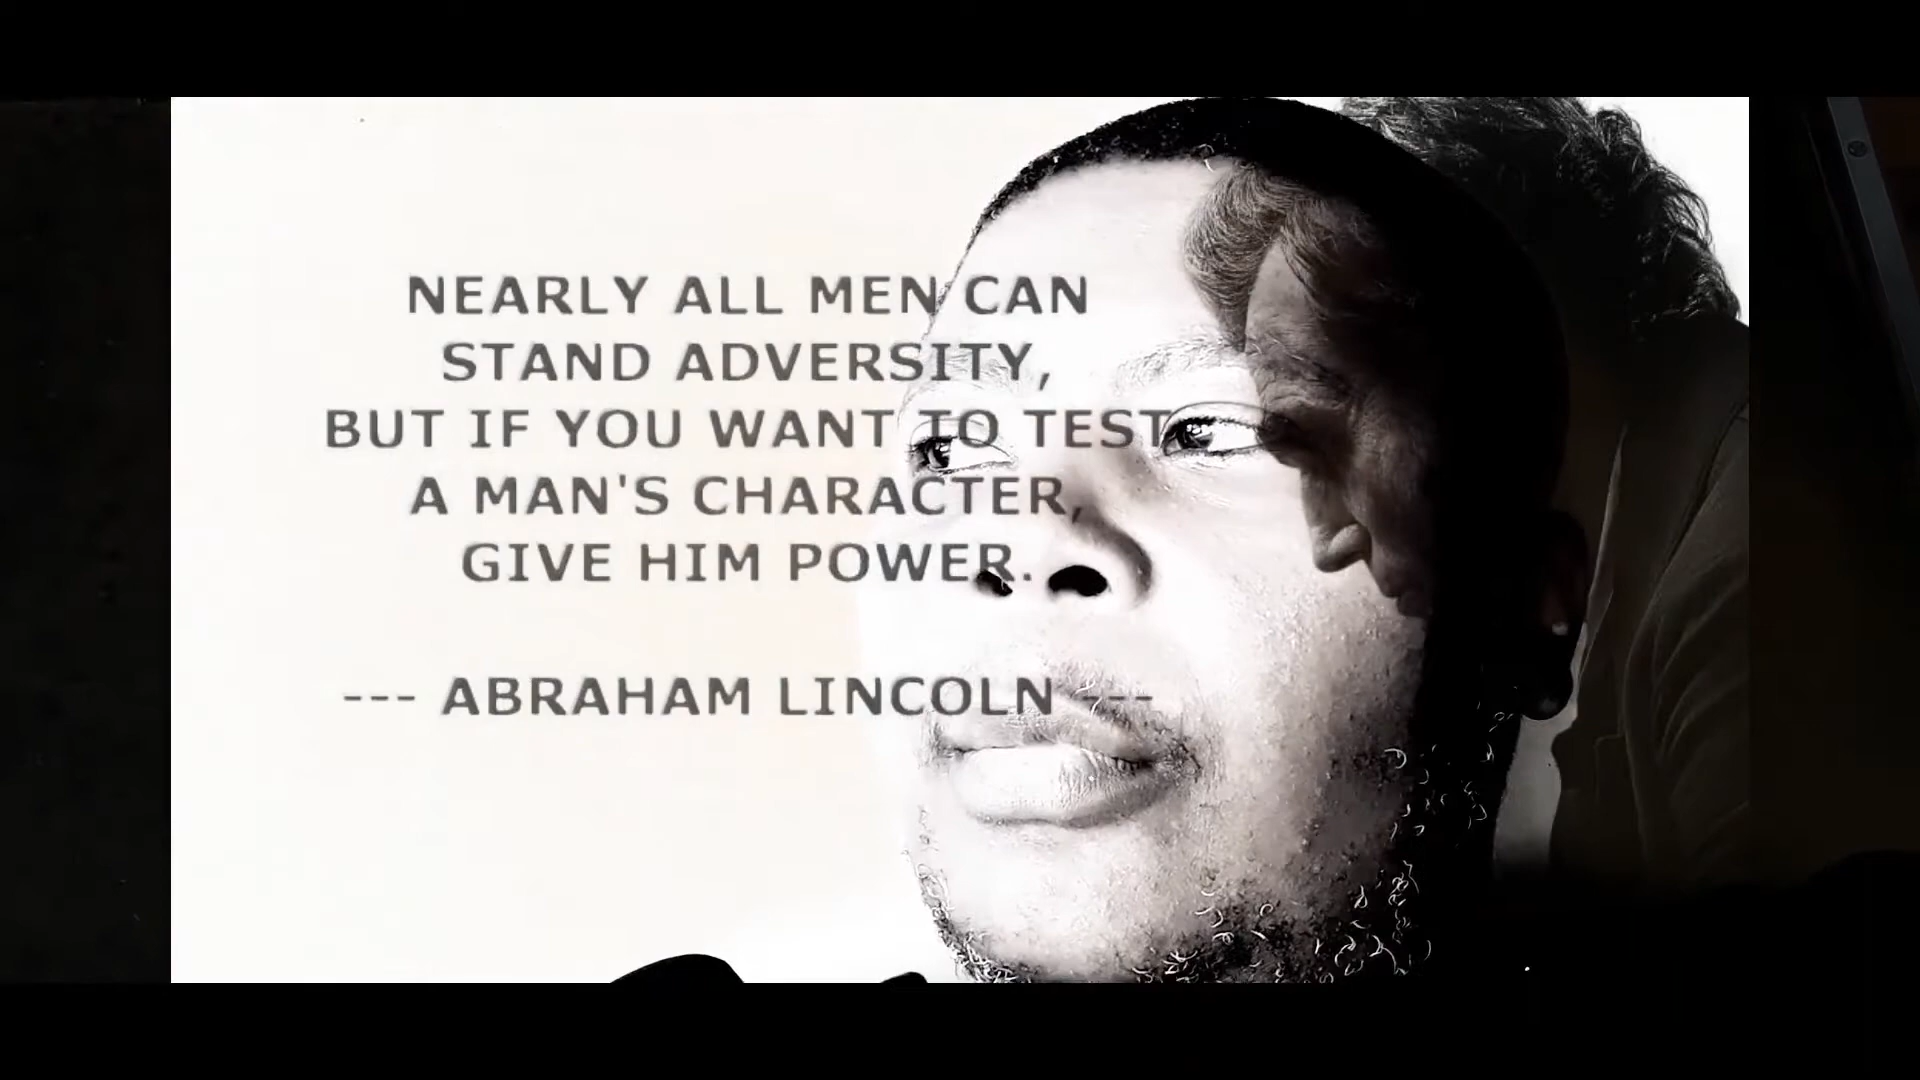 NEARLY ALL MEN CAN
STAND ADVERSITY,
BUT IF YOU WANT TO TEST
A MAN'S CHARACTER,
GIVE HIM POWER.
--- ABRAHAM LINCOLN ---